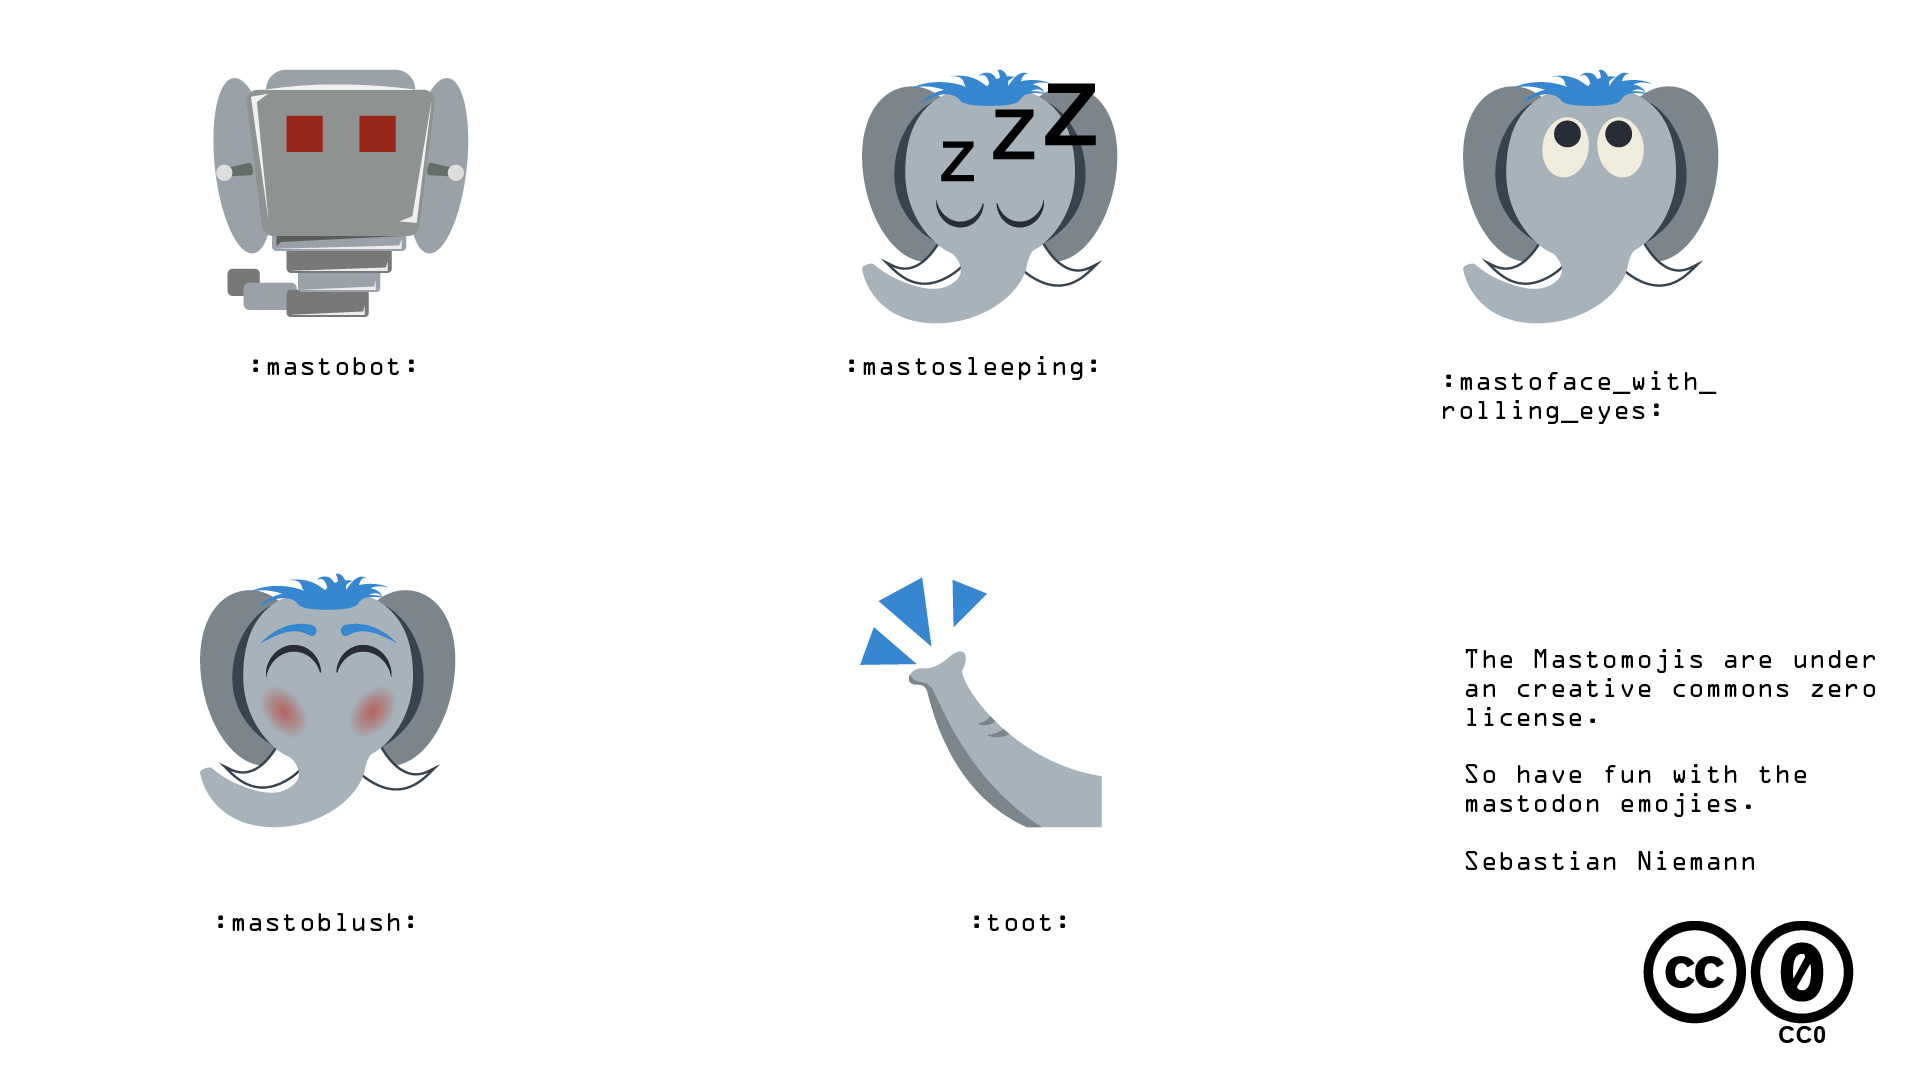 z z Z
:mastobot:
:mastosleeping:
:mastoface_with_
rolling_eyes:
:mastoblush:
:toot:
The Mastomojis are under
an creative commons zero
license.
So have fun with the
mastodon emojies.
Sebastian Niemann
cc 0
CC0